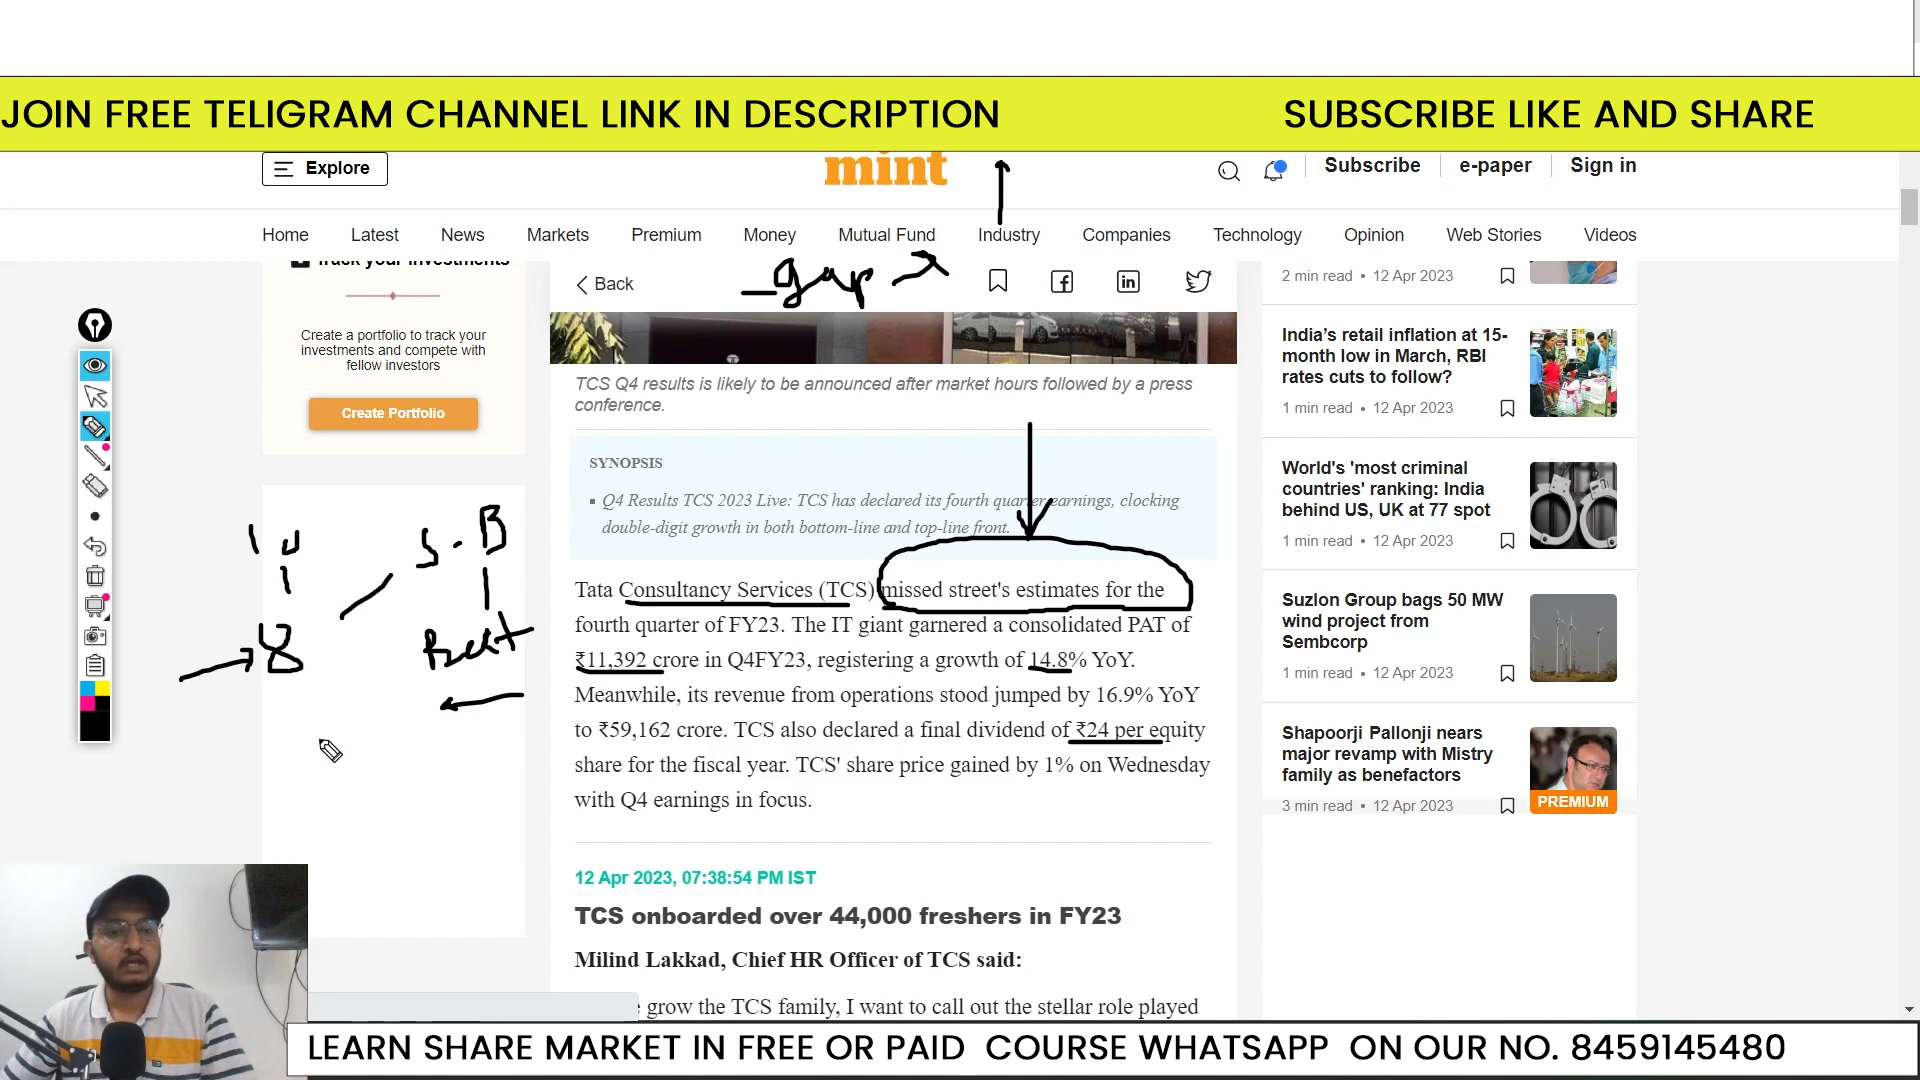 JOIN FREE TELIGRAM CHANNEL LINK IN DESCRIPTION
SUBSCRIBE LIKE AND SHARE
Explore
mint
Subscribe
e-paper
Sign in
Home
Latest
News
Markets
Premium
Money
Mutual Fund
Industry
Companies
Technology
Opinion
Web Stories
Videos
Track your investments
Create a portfolio to track your
investments and compete with
fellow investors
Create Portfolio
10
8
S.B
Back
gap
TCS Q4 results is likely to be announced after market hours followed by a press
conference.
SYNOPSIS
Q4 Results TCS 2023 Live: TCS has declared its fourth quarter earnings, clocking
double-digit growth in both bottom-line and top-line front.
Tata Consultancy Services (TCS) missed street's estimates for the
fourth quarter of FY23. The IT giant garnered a consolidated PAT of
₹11,392 crore in Q4FY23, registering a growth of 14.8% YoY.
Meanwhile, its revenue from operations stood jumped by 16.9% YoY
to ₹59,162 crore. TCS also declared a final dividend of ₹24 per equity
share for the fiscal year. TCS' share price gained by 1% on Wednesday
with Q4 earnings in focus.
12 Apr 2023, 07:38:54 PM IST
TCS onboarded over 44,000 freshers in FY23
Milind Lakkad, Chief HR Officer of TCS said:
grow the TCS family, I want to call out the stellar role played
2 min read • 12 Apr 2023
India’s retail inflation at 15-
month low in March, RBI
rates cuts to follow?
1 min read • 12 Apr 2023
World's 'most criminal
countries' ranking: India
behind US, UK at 77 spot
1 min read • 12 Apr 2023
Suzlon Group bags 50 MW
wind project from
Sembcorp
1 min read • 12 Apr 2023
Shapoorji Pallonji nears
major revamp with Mistry
family as benefactors
PREMIUM
3 min read • 12 Apr 2023
LEARN SHARE MARKET IN FREE OR PAID COURSE WHATSAPP ON OUR NO. 8459145480